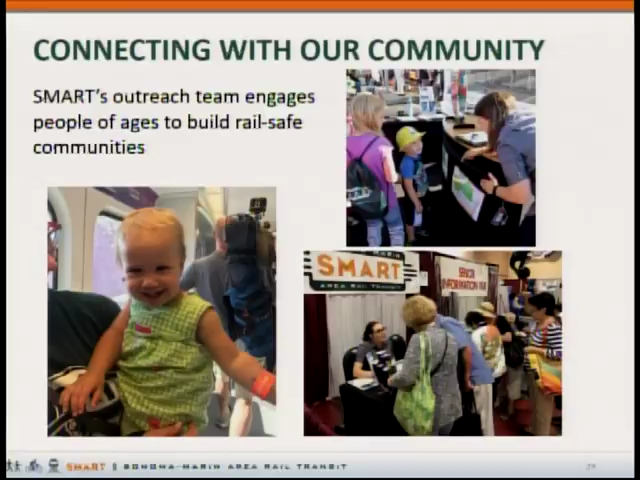 CONNECTING WITH OUR COMMUNITY
SMART's outreach team engages
people of ages to build rail-safe
communities
SMART
AREA RAIL TRANSIT
SENIOR
INFORMATION
SMART | SONOMA-MARIN AREA RAIL TRANSIT